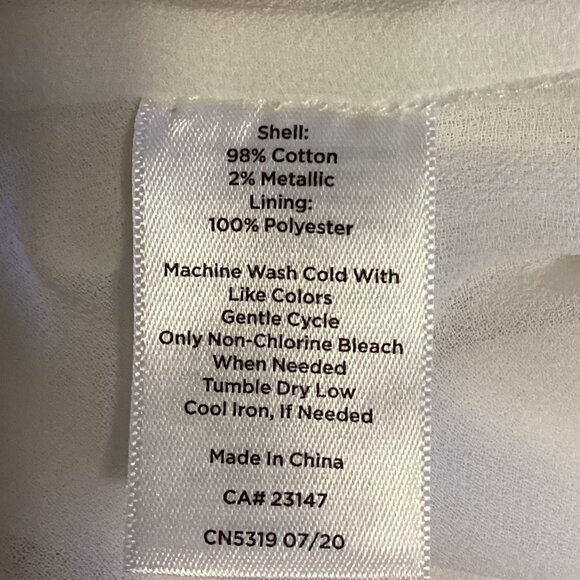 Shell:
98% Cotton
2% Metallic
Lining:
100% Polyester
Machine Wash Cold With
Like Colors
Gentle Cycle
Only Non-Chlorine Bleach
When Needed
Tumble Dry Low
Cool Iron, If Needed
Made In China
CA# 23147
CN5319 07/20